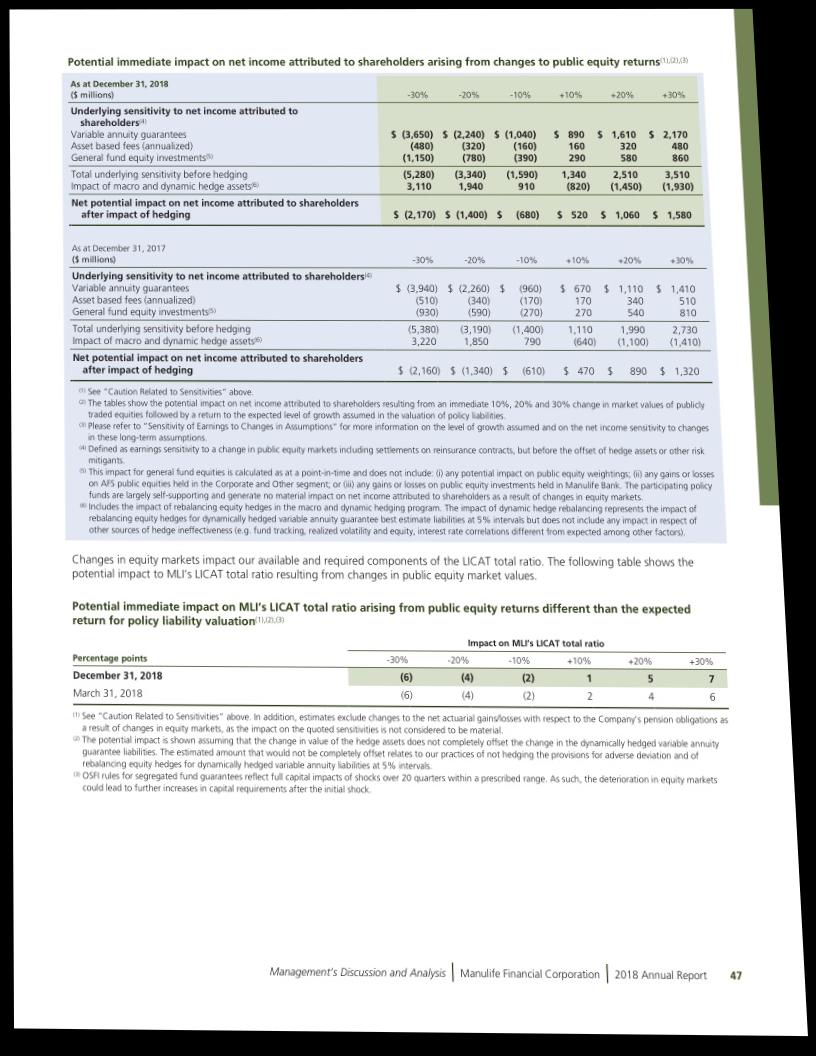 Potential immediate impact on net income attributed to shareholders arising from changes to public equity returns(1),(2),(3)
As at December 31, 2018
($ millions) -30% -20% -10% +10% +20% +30%
Underlying sensitivity to net income attributed to
shareholders(4)
Variable annuity guarantees $ (3,650) $ (2,240) $ (1,040) $ 890 $ 1,610 $ 2,170
Asset based fees (annualized) (480) (320) (160) 160 320 480
General fund equity investments(5) (1,150) (780) (390) 290 580 860
Total underlying sensitivity before hedging (5,280) (3,340) (1,590) 1,340 2,510 3,510
Impact of macro and dynamic hedge assets(6) 3,110 1,940 910 (820) (1,450) (1,930)
Net potential impact on net income attributed to shareholders
after impact of hedging $ (2,170) $ (1,400) $ (680) $ 520 $ 1,060 $ 1,580
As at December 31, 2017
($ millions) -30% -20% -10% +10% +20% +30%
Underlying sensitivity to net income attributed to shareholders(4)
Variable annuity guarantees $ (3,940) $ (2,260) $ (960) $ 670 $ 1,110 $ 1,410
Asset based fees (annualized) (510) (340) (170) 170 340 510
General fund equity investments(5) (930) (590) (270) 270 540 810
Total underlying sensitivity before hedging (5,380) (3,190) (1,400) 1,110 1,990 2,730
Impact of macro and dynamic hedge assets(6) 3,220 1,850 790 (640) (1,100) (1,410)
Net potential impact on net income attributed to shareholders
after impact of hedging $ (2,160) $ (1,340) $ (610) $ 470 $ 890 $ 1,320
(1) See "Caution Related to Sensitivities" above.
(2) The tables show the potential impact on net income attributed to shareholders resulting from an immediate 10%, 20% and 30% change in market values of publicly
traded equities followed by a return to the expected level of growth assumed in the valuation of policy liabilities.
(3) Please refer to "Sensitivity of Earnings to Changes in Assumptions" for more information on the level of growth assumed and on the net income sensitivity to changes
in these long-term assumptions.
(4) Defined as earnings sensitivity to a change in public equity markets including settlements on reinsurance contracts, but before the offset of hedge assets or other risk
mitigants.
(5) This impact for general fund equities is calculated as at a point-in-time and does not include: (i) any potential impact on public equity weightings; (ii) any gains or losses
on AFS public equities held in the Corporate and Other segment; or (iii) any gains or losses on public equity investments held in Manulife Bank. The participating policy
funds are largely self-supporting and generate no material impact on net income attributed to shareholders as a result of changes in equity markets.
(6) Includes the impact of rebalancing equity hedges in the macro and dynamic hedging program. The impact of dynamic hedge rebalancing represents the impact of
rebalancing equity hedges for dynamically hedged variable annuity guarantee best estimate liabilities at 5% intervals but does not include any impact in respect of
other sources of hedge ineffectiveness (e.g. fund tracking, realized volatility and equity, interest rate correlations different from expected among other factors).
Changes in equity markets impact our available and required components of the LICAT total ratio. The following table shows the
potential impact to MLI's LICAT total ratio resulting from changes in public equity market values.
Potential immediate impact on MLI's LICAT total ratio arising from public equity returns different than the expected
return for policy liability valuation(1),(2),(3)
Impact on MLI's LICAT total ratio
Percentage points -30% -20% -10% +10% +20% +30%
December 31, 2018 (6) (4) (2) 1 5 7
March 31, 2018 (6) (4) (2) 2 4 6
(1) See "Caution Related to Sensitivities" above. In addition, estimates exclude changes to the net actuarial gains/losses with respect to the Company's pension obligations as
a result of changes in equity markets, as the impact on the quoted sensitivities is not considered to be material.
(2) The potential impact is shown assuming that the change in value of the hedge assets does not completely offset the change in the dynamically hedged variable annuity
guarantee liabilities. The estimated amount that would not be completely offset relates to our practices of not hedging the provisions for adverse deviation and of
rebalancing equity hedges for dynamically hedged variable annuity liabilities at 5% intervals.
(3) OSFI rules for segregated fund guarantees reflect full capital impacts of shocks over 20 quarters within a prescribed range. As such, the deterioration in equity markets
could lead to further increases in capital requirements after the initial shock.
Management's Discussion and Analysis | Manulife Financial Corporation | 2018 Annual Report 47